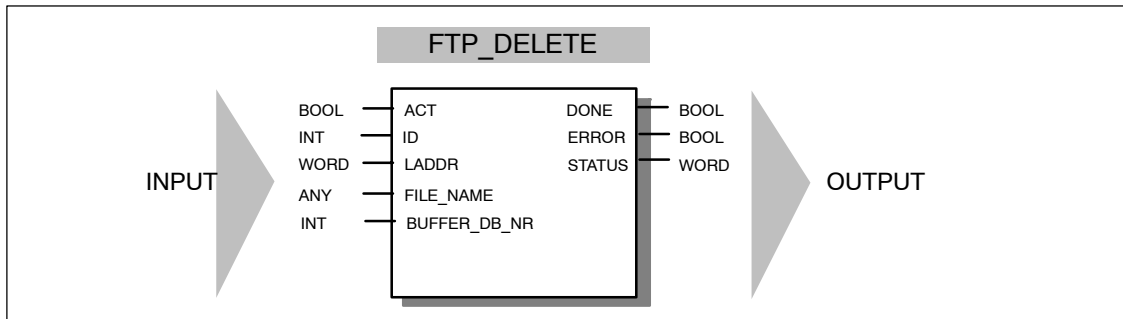 FTP_DELETE
BOOL ACT DONE BOOL
INT ID ERROR BOOL
WORD LADDR STATUS WORD
INPUT ANY FILE_NAME OUTPUT
INT BUFFER_DB_NR